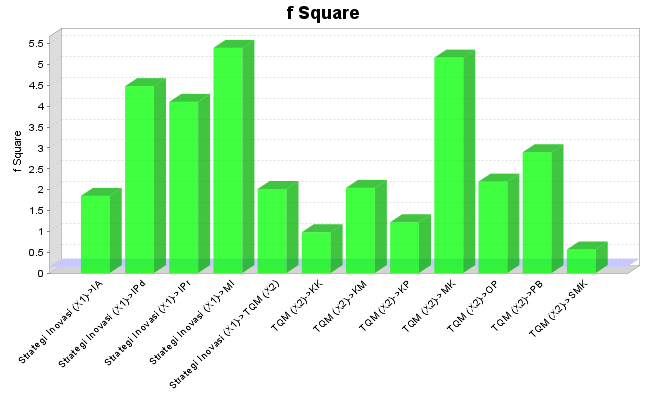 f Square
5.5
5
4.5
4
3.5
3
2.5
2
1.5
1
0.5
0
f Square
Strategi Inovasi (X1)->IA
Strategi Inovasi (X1)->IPd
Strategi Inovasi (X1)->IPr
Strategi Inovasi (X1)->MI
Strategi Inovasi (X1)->TQM (X2)
TQM (X2)->KK
TQM (X2)->KM
TQM (X2)->KP
TQM (X2)->MK
TQM (X2)->OP
TQM (X2)->PB
TQM (X2)->SMK